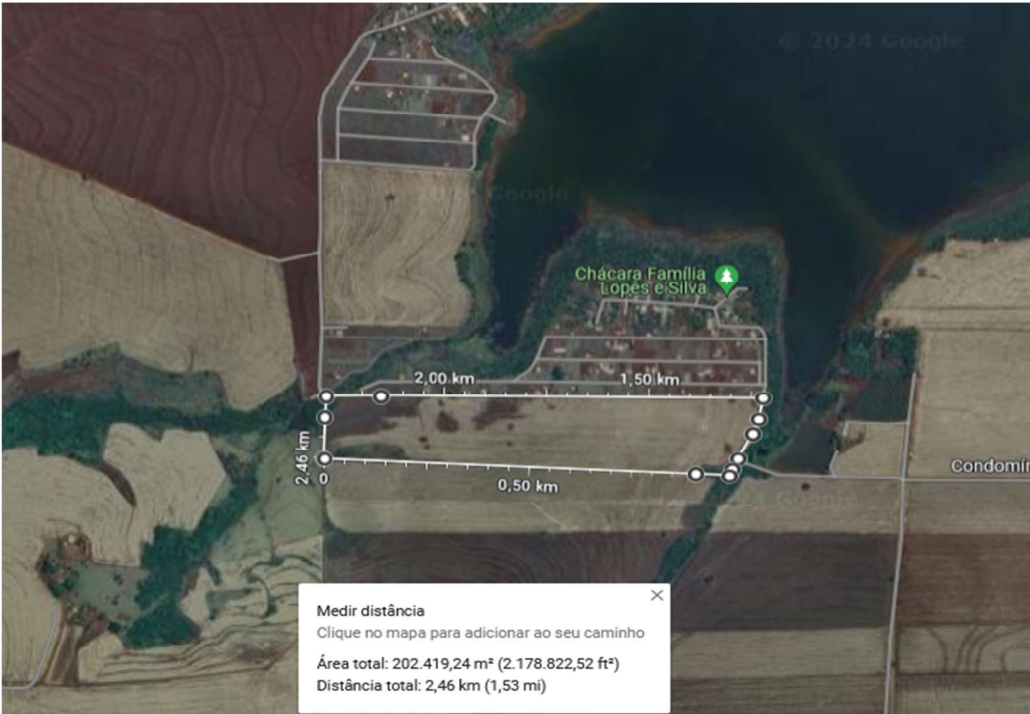 © 2024 Google
Google
Chácara Família
Lopes e Silva
2,00 km
1,50 km
2,46 km
0
0,50 km
Condomín
Google
Medir distância
Clique no mapa para adicionar ao seu caminho
Área total: 202.419,24 m² (2.178.822,52 ft²)
Distância total: 2,46 km (1,53 mi)